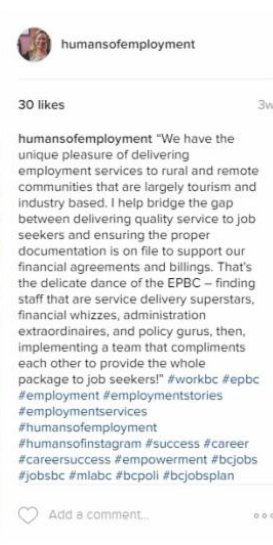 humansofemployment
30 likes 3w
humansofemployment "We have the
unique pleasure of delivering
employment services to rural and remote
communities that are largely tourism and
industry based. I help bridge the gap
between delivering quality service to job
seekers and ensuring the proper
documentation is on file to support our
financial agreements and billings. That's
the delicate dance of the EPBC – finding
staff that are service delivery superstars,
financial whizzes, administration
extraordinaires, and policy gurus, then,
implementing a team that compliments
each other to provide the whole
package to job seekers!" #workbc #epbc
#employment #employmentstories
#employmentservices
#humansofemployment
#humansofinstagram #success #career
#careersuccess #empowerment #bcjobs
#jobsbc #mlabc #bcpoli #bcjobsplan
Add a comment...